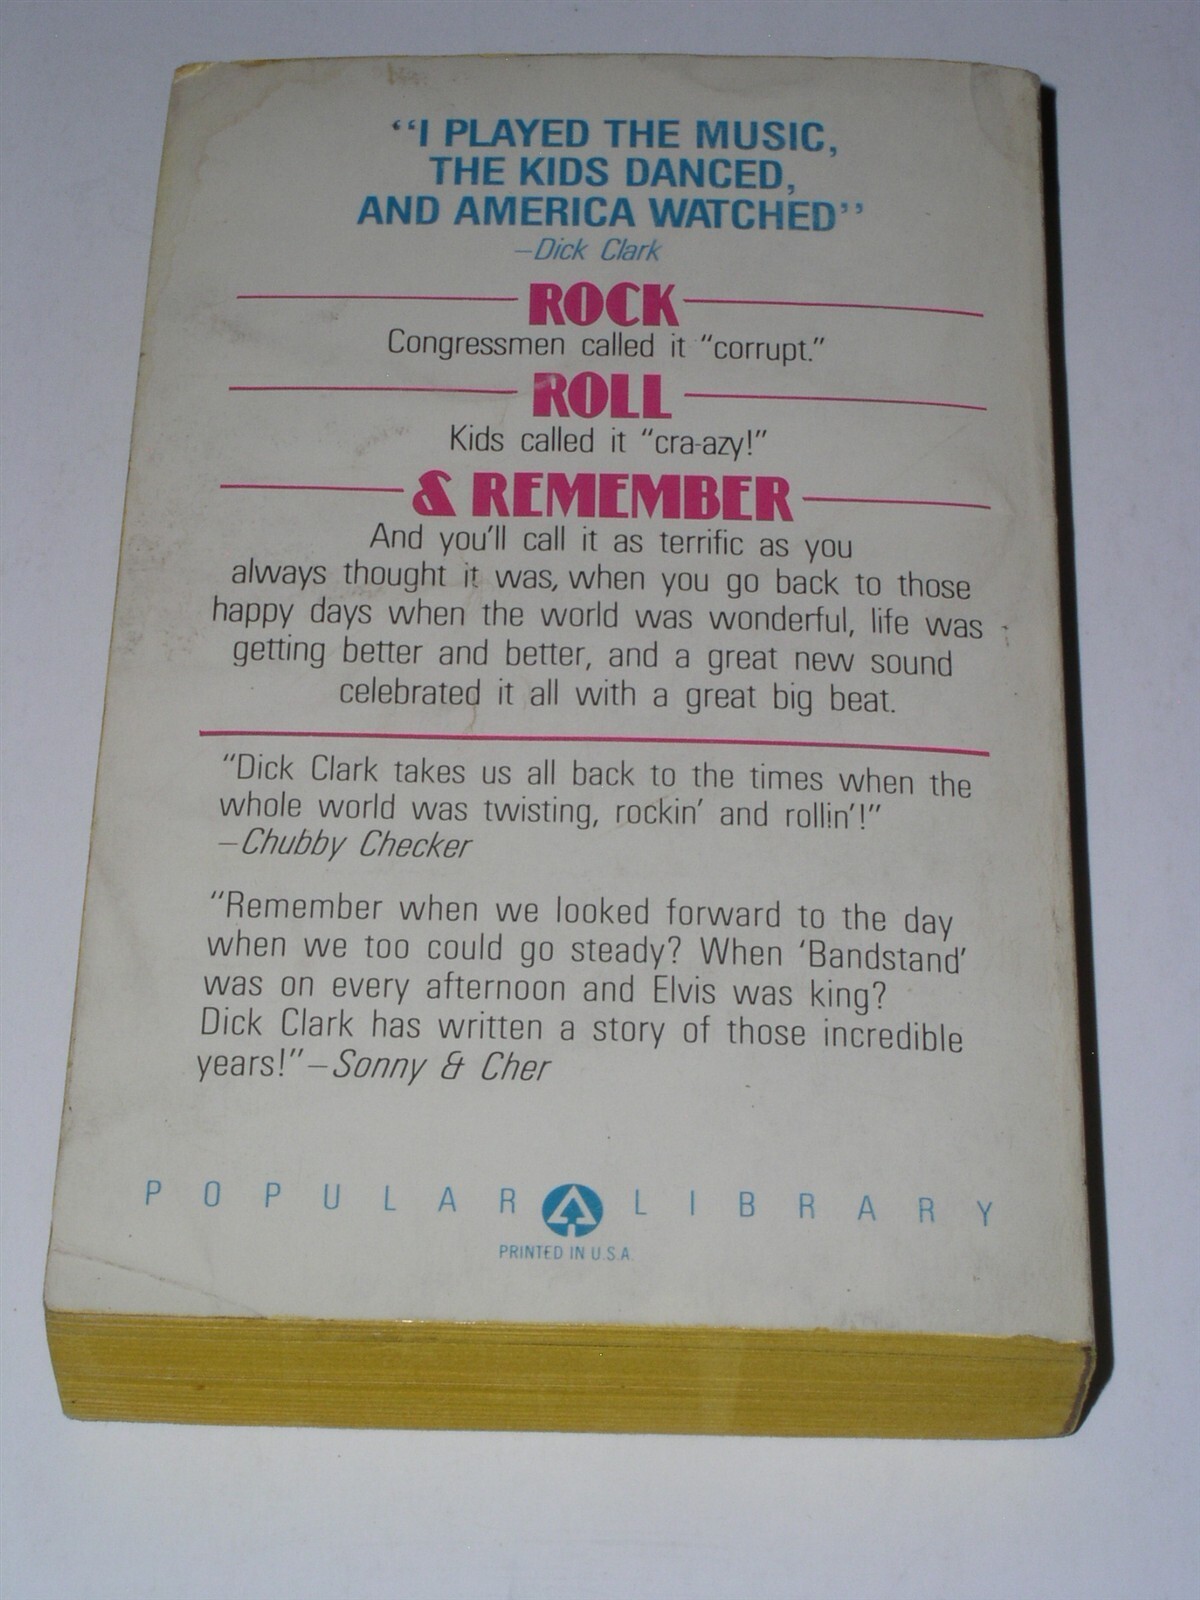 “I PLAYED THE MUSIC,
THE KIDS DANCED,
AND AMERICA WATCHED”
—Dick Clark
ROCK
Congressmen called it “corrupt.”
ROLL
Kids called it “cra-azy!”
& REMEMBER
And you’ll call it as terrific as you
always thought it was, when you go back to those
happy days when the world was wonderful, life was
getting better and better, and a great new sound
celebrated it all with a great big beat.
“Dick Clark takes us all back to the times when the
whole world was twisting, rockin’ and rollin’!”
—Chubby Checker
“Remember when we looked forward to the day
when we too could go steady? When ‘Bandstand’
was on every afternoon and Elvis was king?
Dick Clark has written a story of those incredible
years!”—Sonny & Cher
POPULAR LIBRARY
PRINTED IN U.S.A.